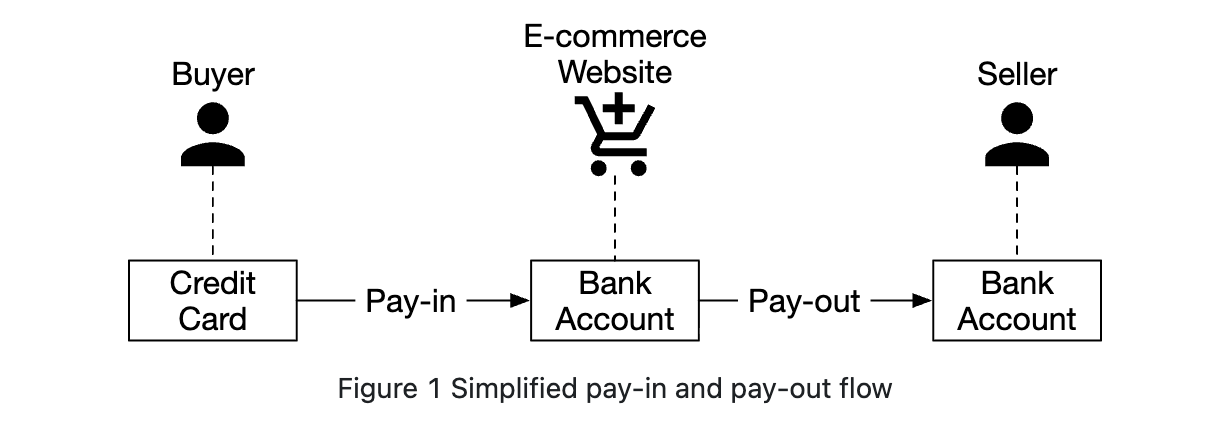 E-commerce
Website
Buyer
Seller
Credit
Card
Pay-in
Bank
Account
Pay-out
Bank
Account
Figure 1 Simplified pay-in and pay-out flow